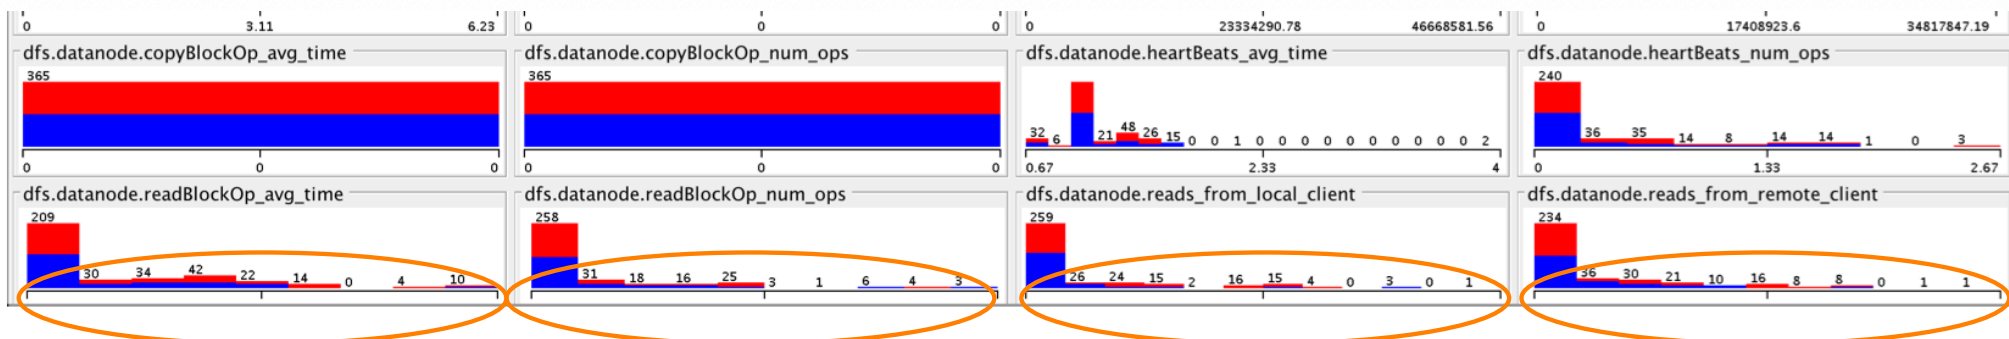 0 3.11 6.23 0 0 0 0 23334290.78 46668581.56 0 17408923.6 34817847.19
dfs.datanode.copyBlockOp_avg_time dfs.datanode.copyBlockOp_num_ops dfs.datanode.heartBeats_avg_time dfs.datanode.heartBeats_num_ops
365 365 240
32 6 21 48 26 15 0 0 1 0 0 0 0 0 0 0 0 0 0 2 36 35 14 8 14 14 1 0 3
0 0 0 0 0 0 0.67 2.33 4 0 1.33 2.67
dfs.datanode.readBlockOp_avg_time dfs.datanode.readBlockOp_num_ops dfs.datanode.reads_from_local_client dfs.datanode.reads_from_remote_client
209 258 259 234
30 34 42 22 14 0 4 10 31 18 16 25 3 1 6 4 3 26 24 15 2 16 15 4 0 3 0 1 36 30 21 10 16 8 8 0 1 1